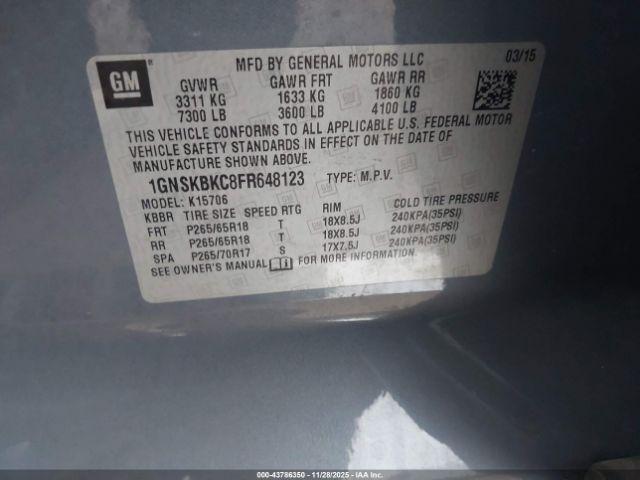 GM ®
MFD BY GENERAL MOTORS LLC 03/15
GVWR GAWR FRT GAWR RR
3311 KG 1633 KG 1860 KG
7300 LB 3600 LB 4100 LB
THIS VEHICLE CONFORMS TO ALL APPLICABLE U.S. FEDERAL MOTOR
VEHICLE SAFETY STANDARDS IN EFFECT ON THE DATE OF
MANUFACTURE SHOWN ABOVE.
1GNSKBKC8FR648123 TYPE: M.P.V.
MODEL: K15706
KBBR TIRE SIZE SPEED RTG RIM COLD TIRE PRESSURE
FRT P265/65R18 T 18X8.5J 240KPA(35PSI)
RR P265/65R18 T 18X8.5J 240KPA(35PSI)
SPA P265/70R17 S 17X7.5J 240KPA(35PSI)
SEE OWNER'S MANUAL FOR MORE INFORMATION.
000-43786350 - 11/28/2025 - IAAI.COM